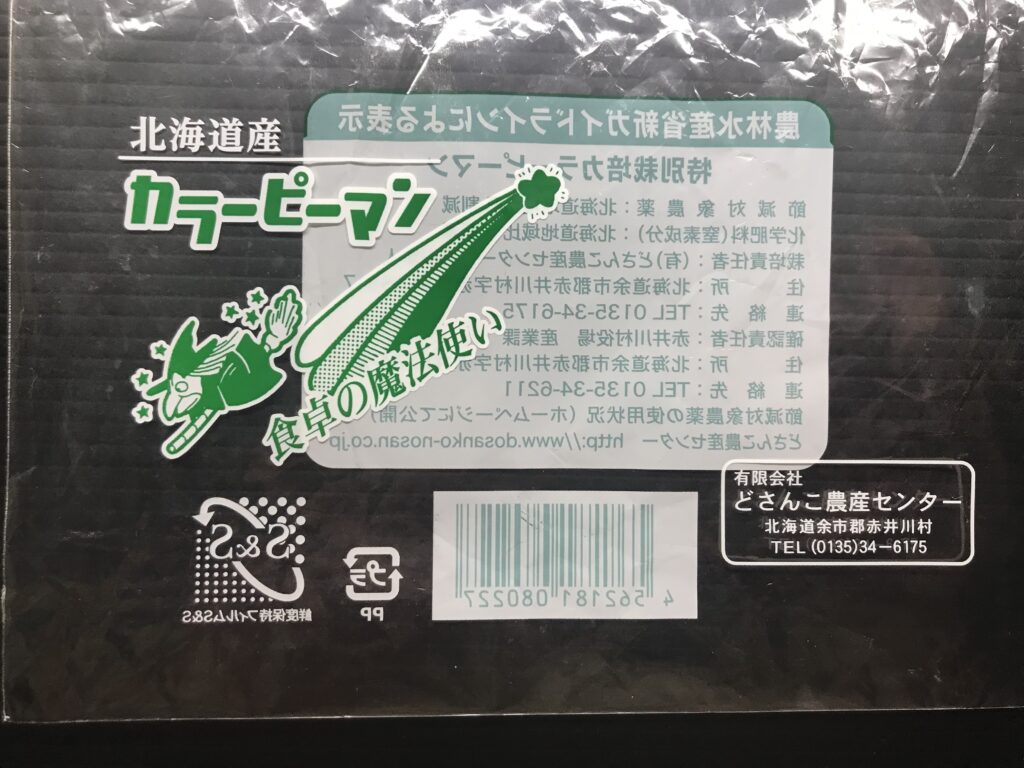 北海道産
カラーピーマン
食卓の魔法使い
農林水産省新ガイドラインによる表示
特別栽培カラーピーマン
節減対象農薬：北海道地 割減
化学肥料(窒素成分)：北海道地域比
栽培責任者：(有)どさんこ農産センター
住　　所：北海道余市郡赤井川村字
連　絡　先：TEL 0135-34-6175
確認責任者：赤井川村役場　産業課
住　　所：北海道余市郡赤井川村字
連　絡　先：TEL 0135-34-6211
節減対象農薬の使用状況（ホームページにて公開）
どさんこ農産センター　http://www.dosanko-nosan.co.jp
有限会社
どさんこ農産センター
北海道余市郡赤井川村
TEL (0135)34-6175
S&S
鮮度保持フィルムS&S
プラ
PP
4 562181 080227